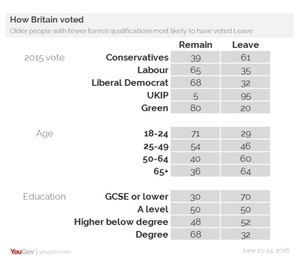 How Britain voted
Older people with fewer formal qualifications most likely to have voted Leave
Remain Leave
2015 vote Conservatives 39 61
Labour 65 35
Liberal Democrat 68 32
UKIP 5 95
Green 80 20
Age 18-24 71 29
25-49 54 46
50-64 40 60
65+ 36 64
Education GCSE or lower 30 70
A level 50 50
Higher below degree 48 52
Degree 68 32
YouGov | yougov.com June 23-24, 2016